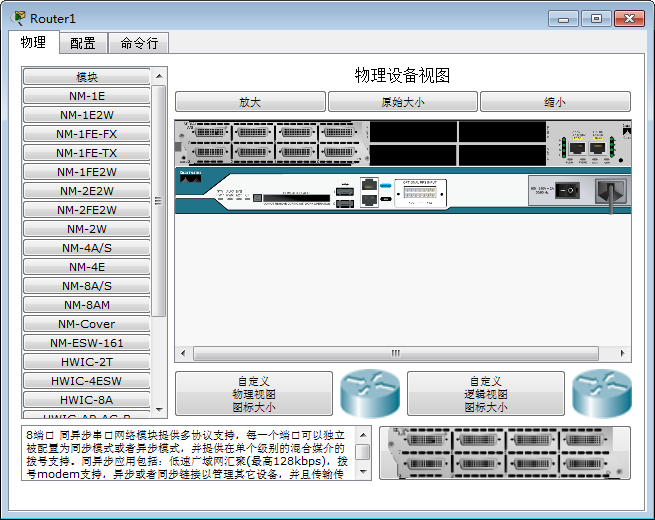 Router1
物理
配置
命令行
模块
NM-1E
NM-1E2W
NM-1FE-FX
NM-1FE-TX
NM-1FE2W
NM-2E2W
NM-2FE2W
NM-2W
NM-4A/S
NM-4E
NM-8A/S
NM-8AM
NM-Cover
NM-ESW-161
HWIC-2T
HWIC-4ESW
HWIC-8A
HWIC-AP-AG-B
物理设备视图
放大
原始大小
缩小
OPTIONAL RPS INPUT
自定义
物理视图
图标大小
自定义
逻辑视图
图标大小
8端口 同异步串口网络模块提供多协议支持，每一个端口可以独立
被配置为同步模式或者异步模式，并提供在单个级别的混合媒介的
拨号支持。同异步应用包括：低速广域网汇聚(最高128kbps)，拨
号modem支持，异步或者同步链接以管理其它设备，并且传输传